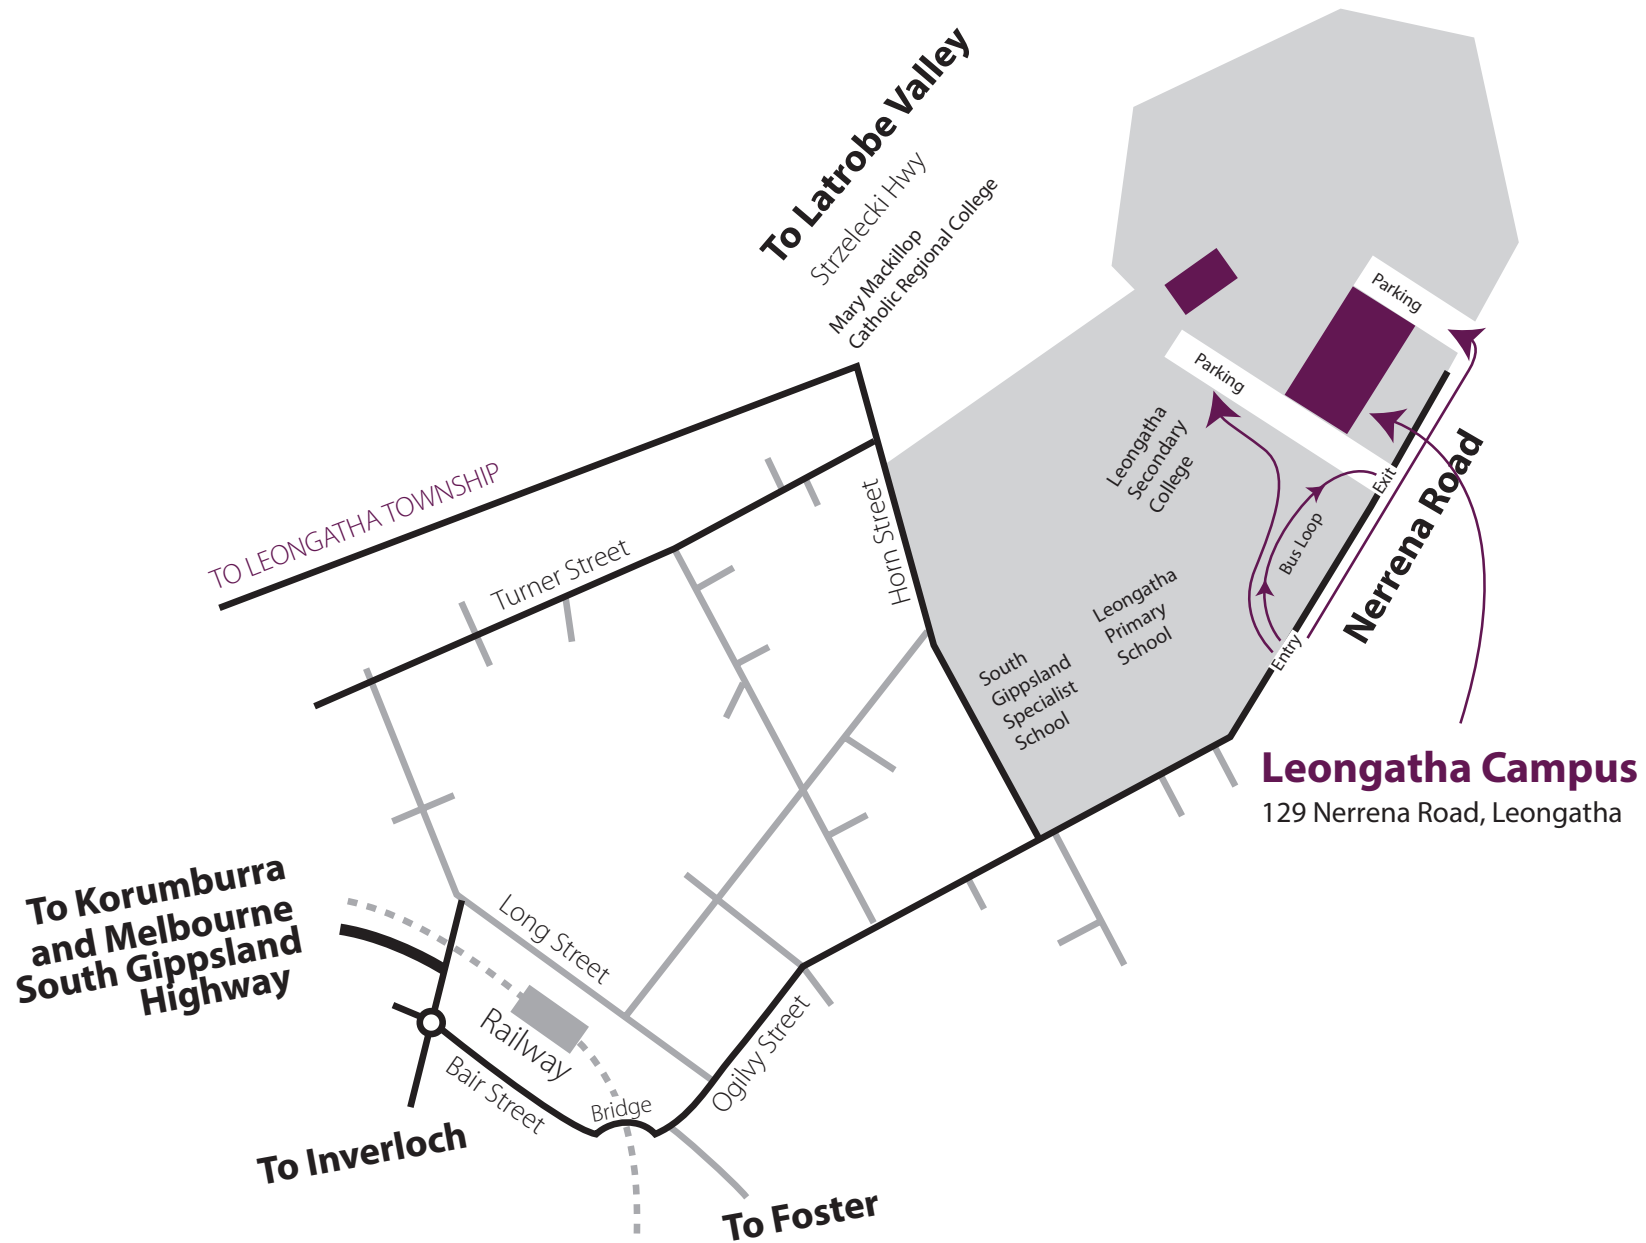 To Latrobe Valley
Strzelecki Hwy
Mary Mackillop
Catholic Regional College
Parking
Parking
Leongatha
Secondary
College
TO LEONGATHA TOWNSHIP
Turner Street
Horn Street
Exit
Bus Loop
Nerrena Road
Leongatha
Primary
School
South
Gippsland
Specialist
School
Entry
Leongatha Campus
129 Nerrena Road, Leongatha
To Korumburra
and Melbourne
South Gippsland
Highway
Long Street
Railway
Bair Street
Bridge
Ogilvy Street
To Inverloch
To Foster